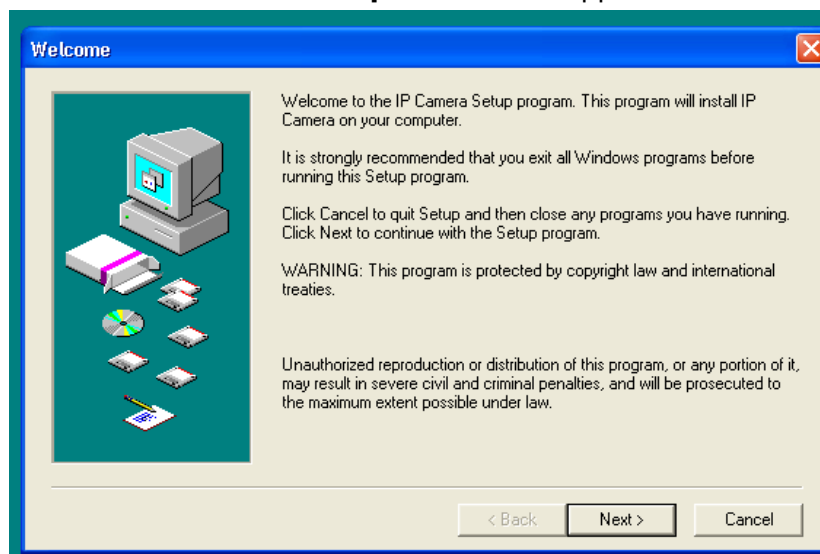 Welcome
Welcome to the IP Camera Setup program. This program will install IP
Camera on your computer.
It is strongly recommended that you exit all Windows programs before
running this Setup program.
Click Cancel to quit Setup and then close any programs you have running.
Click Next to continue with the Setup program.
WARNING: This program is protected by copyright law and international
treaties.
Unauthorized reproduction or distribution of this program, or any portion of it,
may result in severe civil and criminal penalties, and will be prosecuted to
the maximum extent possible under law.
< Back Next > Cancel